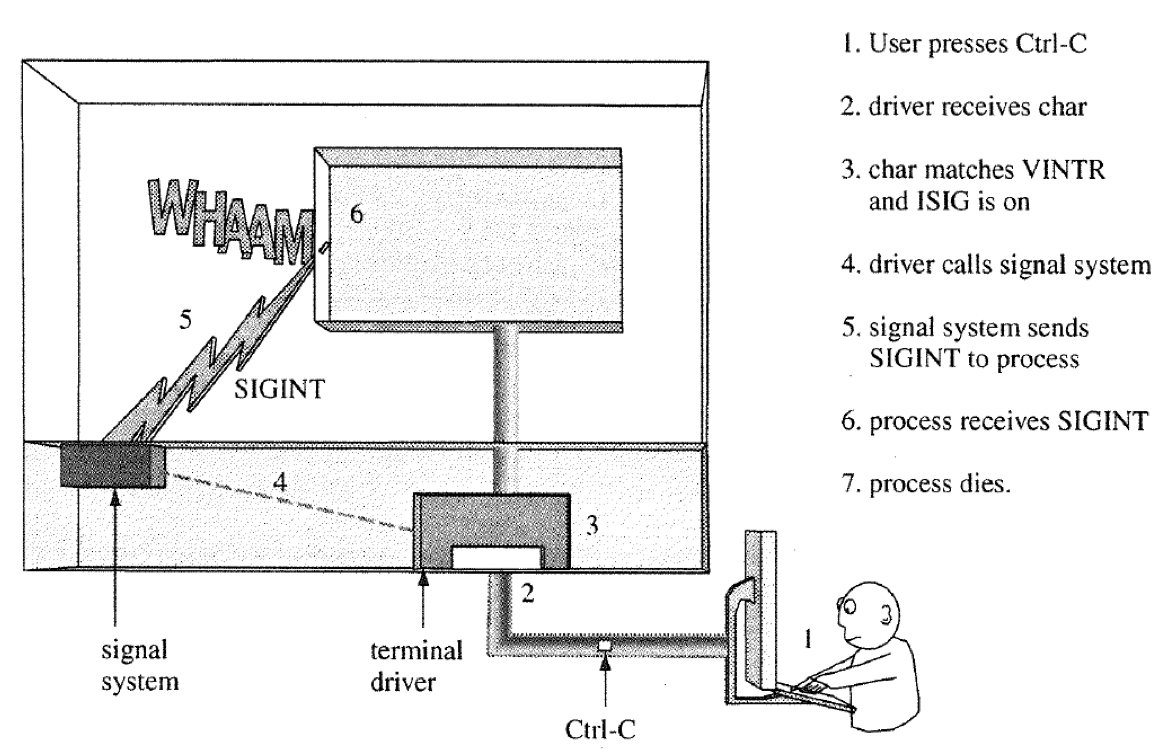 1. User presses Ctrl-C
2. driver receives char
3. char matches VINTR
and ISIG is on
4. driver calls signal system
5. signal system sends
SIGINT to process
6. process receives SIGINT
7. process dies.
WHAAM
6
5
SIGINT
4
3
2
1
signal
system
terminal
driver
Ctrl-C